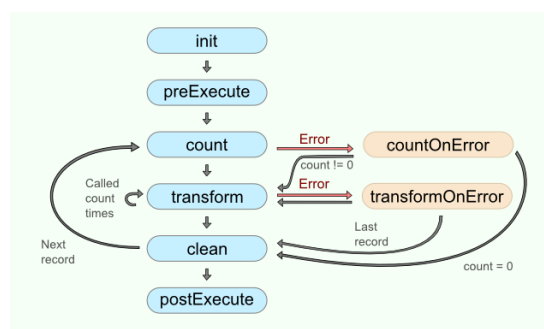 init
preExecute
count
Error
countOnError
count != 0
Called
count
times
transform
Error
transformOnError
Next
record
clean
Last
record
count = 0
postExecute